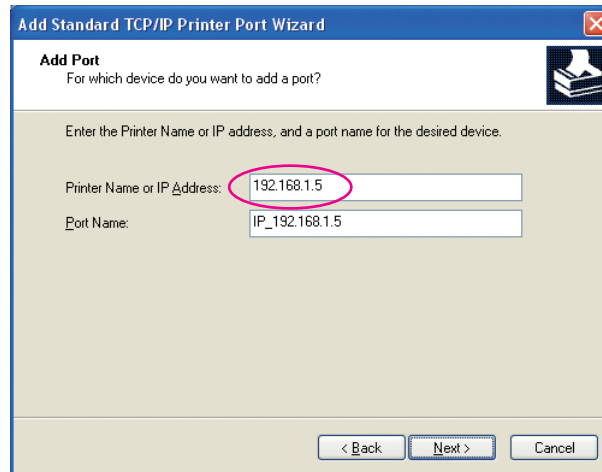 Add Standard TCP/IP Printer Port Wizard
Add Port
For which device do you want to add a port?
Enter the Printer Name or IP address, and a port name for the desired device.
Printer Name or IP Address: 192.168.1.5
Port Name: IP_192.168.1.5
< Back Next > Cancel